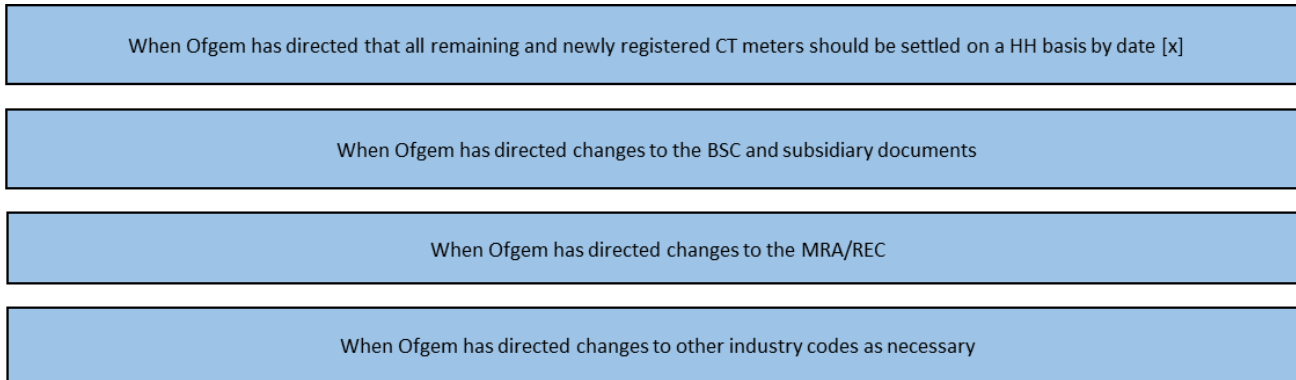 When Ofgem has directed that all remaining and newly registered CT meters should be settled on a HH basis by date [x]
When Ofgem has directed changes to the BSC and subsidiary documents
When Ofgem has directed changes to the MRA/REC
When Ofgem has directed changes to other industry codes as necessary